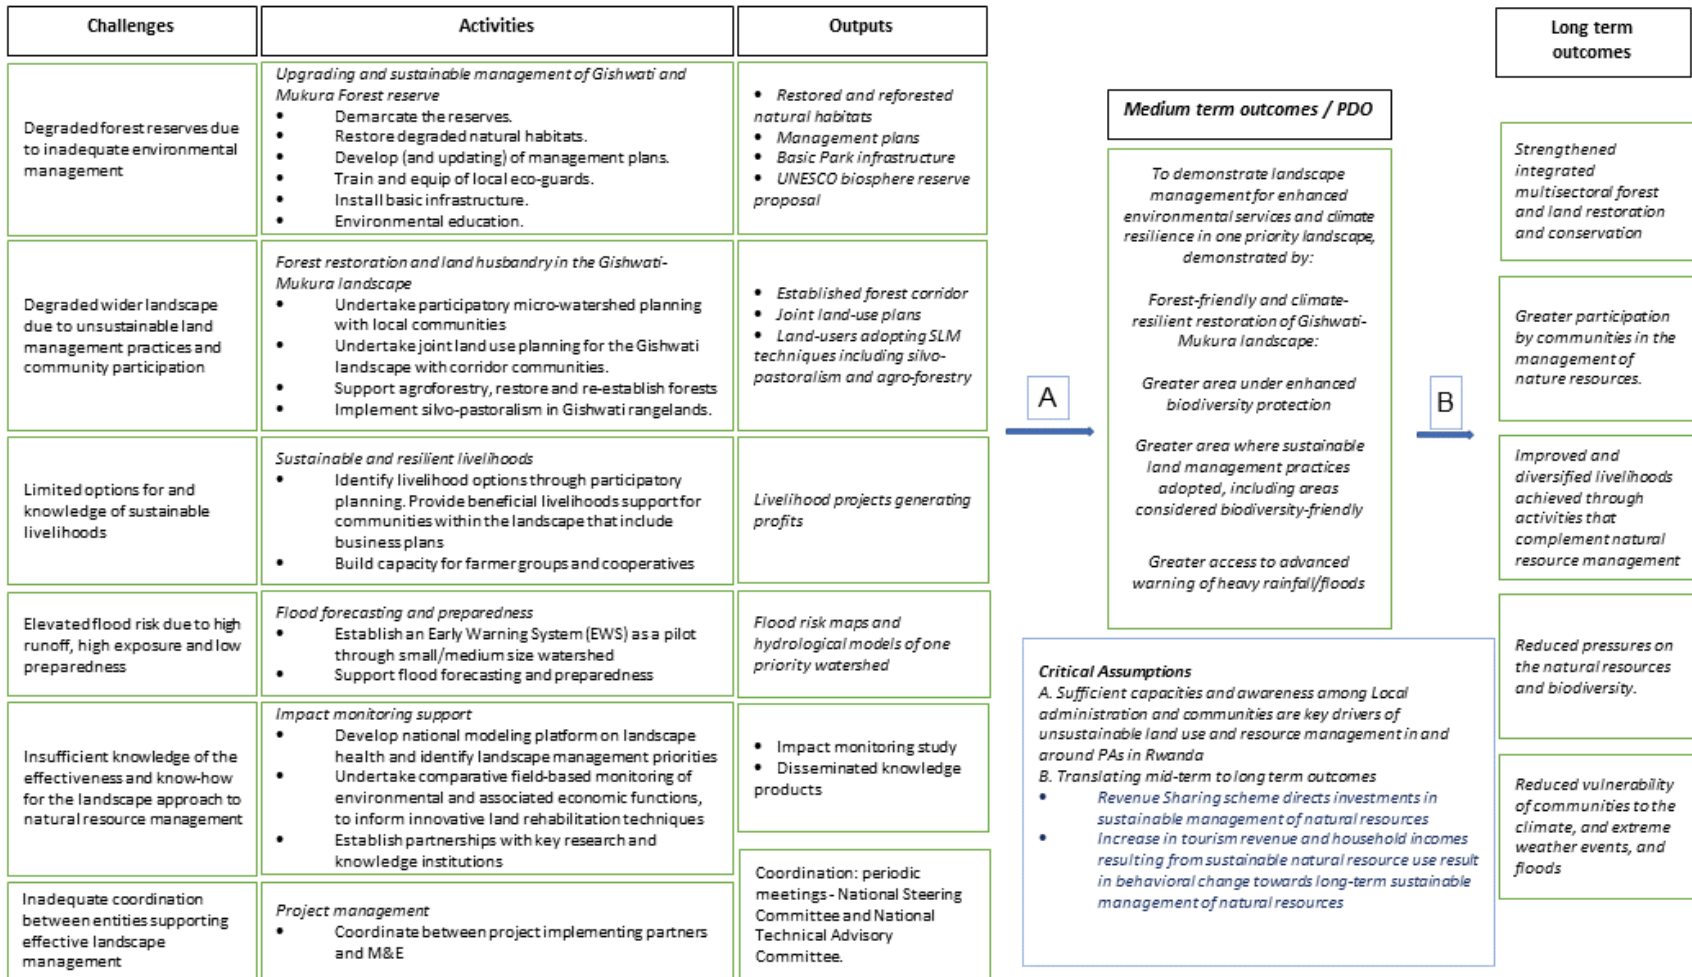 Challenges
Activities
Outputs
Long term
outcomes
Degraded forest reserves due
to inadequate environmental
management
Upgrading and sustainable management of Gishwati and
Mukura Forest reserve
• Demarcate the reserves.
• Restore degraded natural habitats.
• Develop (and updating) of management plans.
• Train and equip of local eco-guards.
• Install basic infrastructure.
• Environmental education.
• Restored and reforested
natural habitats
• Management plans
• Basic Park infrastructure
• UNESCO biosphere reserve
proposal
Degraded wider landscape
due to unsustainable land
management practices and
community participation
Forest restoration and land husbandry in the Gishwati-
Mukura landscape
• Undertake participatory micro-watershed planning
with local communities
• Undertake joint land use planning for the Gishwati
landscape with corridor communities.
• Support agroforestry, restore and re-establish forests
• Implement silvo-pastoralism in Gishwati rangelands.
• Established forest corridor
• Joint land-use plans
• Land-users adopting SLM
techniques including silvo-
pastoralism and agro-forestry
Limited options for and
knowledge of sustainable
livelihoods
Sustainable and resilient livelihoods
• Identify livelihood options through participatory
planning. Provide beneficial livelihoods support for
communities within the landscape that include
business plans
• Build capacity for farmer groups and cooperatives
Livelihood projects generating
profits
Elevated flood risk due to high
runoff, high exposure and low
preparedness
Flood forecasting and preparedness
• Establish an Early Warning System (EWS) as a pilot
through small/medium size watershed
• Support flood forecasting and preparedness
Flood risk maps and
hydrological models of one
priority watershed
Insufficient knowledge of the
effectiveness and know-how
for the landscape approach to
natural resource management
Impact monitoring support
• Develop national modeling platform on landscape
health and identify landscape management priorities
• Undertake comparative field-based monitoring of
environmental and associated economic functions,
to inform innovative land rehabilitation techniques
• Establish partnerships with key research and
knowledge institutions
• Impact monitoring study
• Disseminated knowledge
products
Inadequate coordination
between entities supporting
effective landscape
management
Project management
• Coordinate between project implementing partners
and M&E
Coordination: periodic
meetings - National Steering
Committee and National
Technical Advisory
Committee.
A
Medium term outcomes / PDO
To demonstrate landscape
management for enhanced
environmental services and climate
resilience in one priority landscape,
demonstrated by:
Forest-friendly and climate-
resilient restoration of Gishwati-
Mukura landscape:
Greater area under enhanced
biodiversity protection
Greater area where sustainable
land management practices
adopted, including areas
considered biodiversity-friendly
Greater access to advanced
warning of heavy rainfall/floods
B
Critical Assumptions
A. Sufficient capacities and awareness among Local
administration and communities are key drivers of
unsustainable land use and resource management in and
around PAs in Rwanda
B. Translating mid-term to long term outcomes
• Revenue Sharing scheme directs investments in
sustainable management of natural resources
• Increase in tourism revenue and household incomes
resulting from sustainable natural resource use result
in behavioral change towards long-term sustainable
management of natural resources
Strengthened
integrated
multisectoral forest
and land restoration
and conservation
Greater participation
by communities in the
management of
nature resources.
Improved and
diversified livelihoods
achieved through
activities that
complement natural
resource management
Reduced pressures on
the natural resources
and biodiversity.
Reduced vulnerability
of communities to the
climate, and extreme
weather events, and
floods